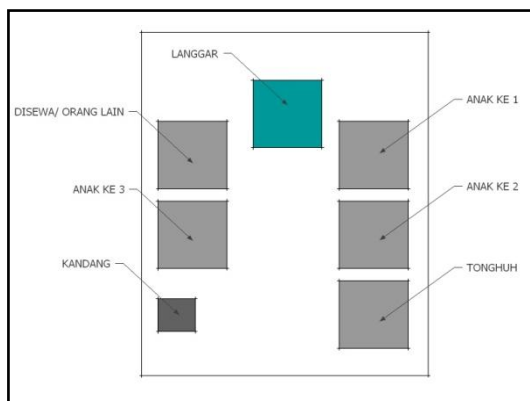 LANGGAR
DISEWA/ ORANG LAIN
ANAK KE 1
ANAK KE 3
ANAK KE 2
KANDANG
TONGHUH